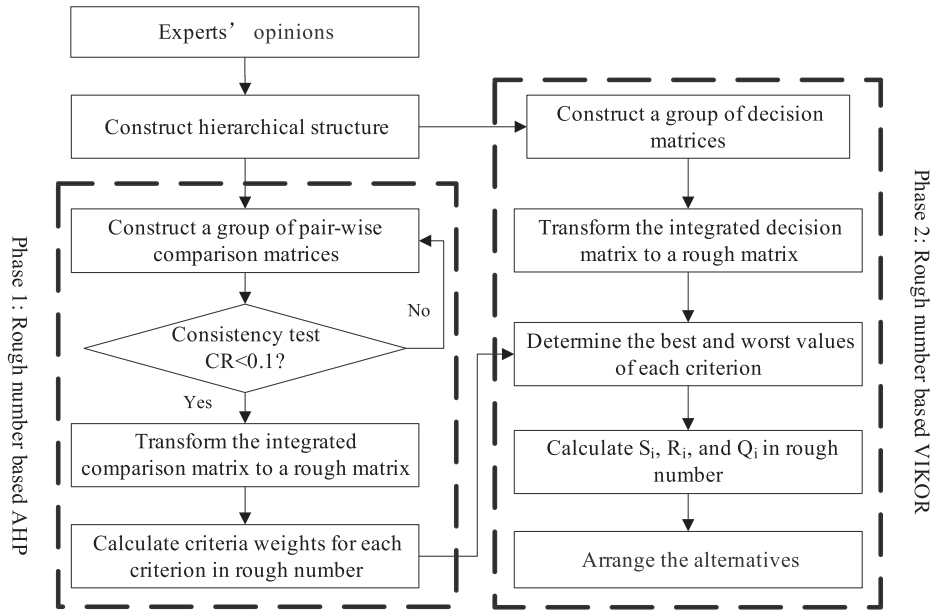 Experts’ opinions
Construct hierarchical structure
Phase 1: Rough number based AHP
Construct a group of pair-wise
comparison matrices
No
Consistency test
CR<0.1?
Yes
Transform the integrated
comparison matrix to a rough matrix
Calculate criteria weights for each
criterion in rough number
Phase 2: Rough number based VIKOR
Construct a group of decision
matrices
Transform the integrated decision
matrix to a rough matrix
Determine the best and worst values
of each criterion
Calculate Sᵢ, Rᵢ, and Qᵢ in rough
number
Arrange the alternatives